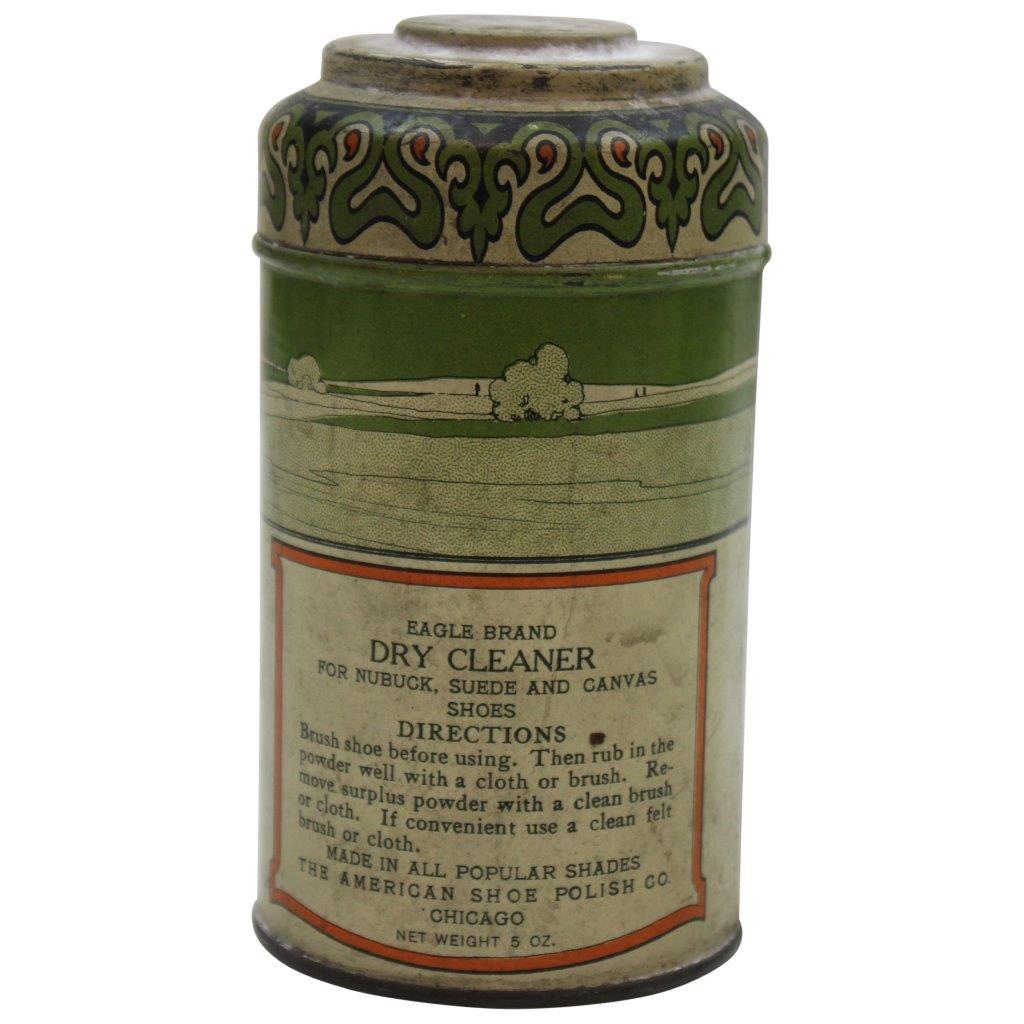 EAGLE BRAND
DRY CLEANER
FOR NUBUCK, SUEDE AND CANVAS
SHOES
DIRECTIONS
Brush shoe before using. Then rub in the
powder well with a cloth or brush. Re-
move surplus powder with a clean brush
or cloth. If convenient use a clean felt
brush or cloth.
MADE IN ALL POPULAR SHADES
THE AMERICAN SHOE POLISH CO.
CHICAGO
NET WEIGHT 5 OZ.